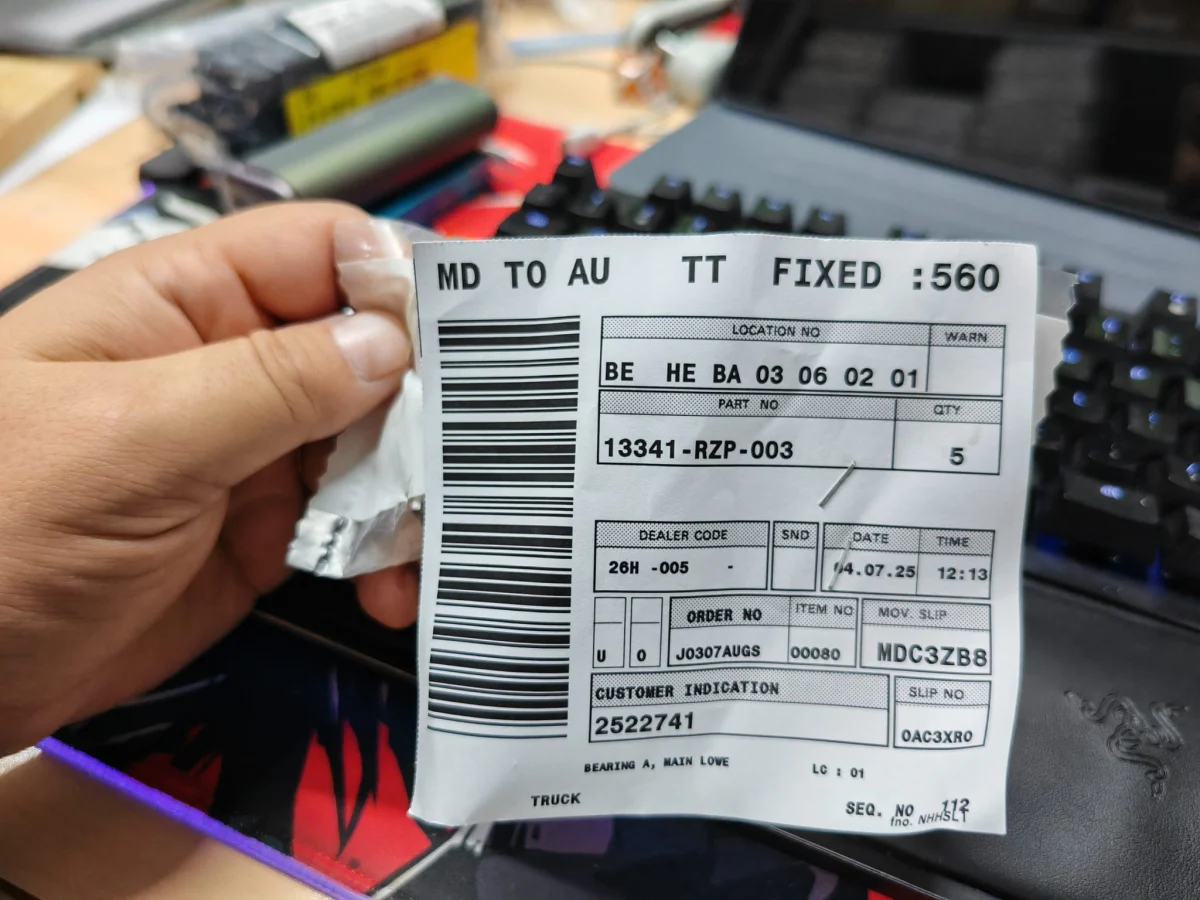 MD TO AU TT FIXED :560
LOCATION NO WARN
BE HE BA 03 06 02 01
PART NO QTY
13341-RZP-003 5
DEALER CODE SND DATE TIME
26H -005 - 04.07.25 12:13
ORDER NO ITEM NO MOV. SLIP
U 0 J0307AUGS 00080 MDC3ZB8
CUSTOMER INDICATION SLIP NO
2522741 0AC3XR0
BEARING A, MAIN LOWE LC : 01
TRUCK SEQ. NO 112
fno. NHHSLT